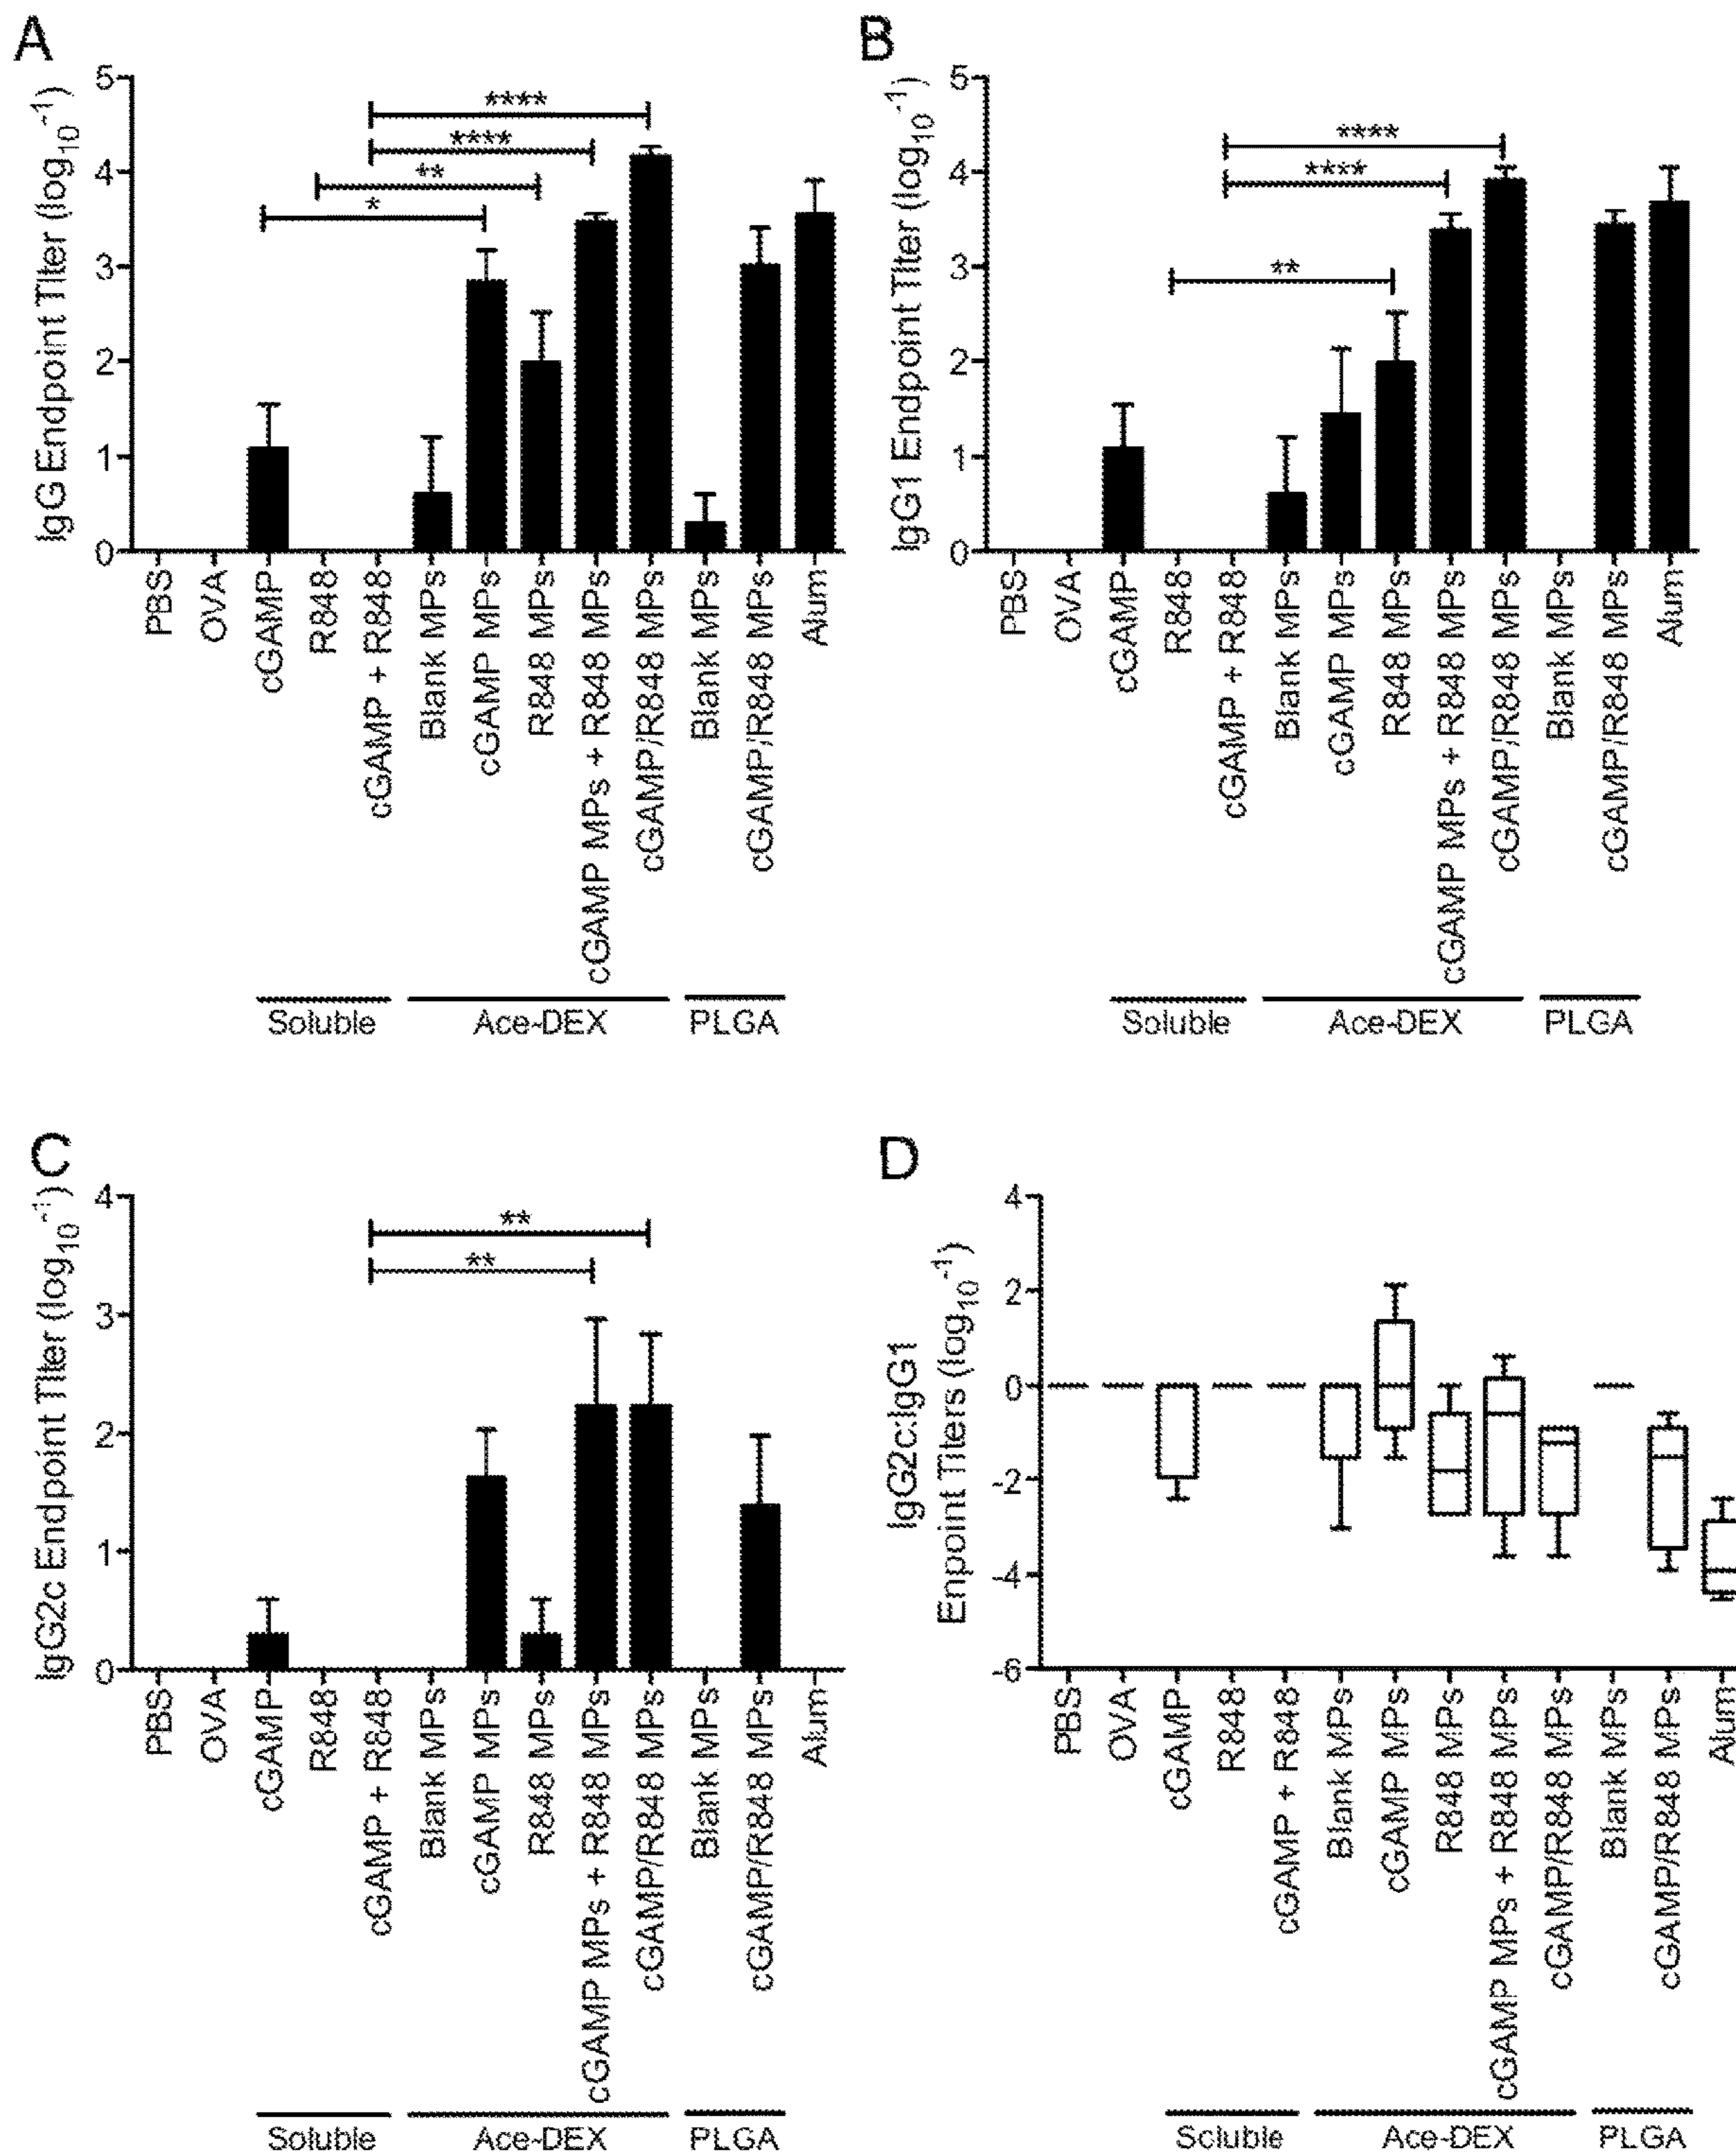 A
IgG Endpoint Titer (log10-1)
5
4
3
2
1
0
****
****
**
*
PBS
OVA
cGAMP
R848
cGAMP + R848
Blank MPs
cGAMP MPs
R848 MPs
cGAMP MPs + R848 MPs
cGAMP/R848 MPs
Blank MPs
cGAMP/R848 MPs
Alum
Soluble
Ace-DEX
PLGA
B
IgG1 Endpoint Titer (log10-1)
5
4
3
2
1
0
****
****
**
PBS
OVA
cGAMP
R848
cGAMP + R848
Blank MPs
cGAMP MPs
R848 MPs
cGAMP MPs + R848 MPs
cGAMP/R848 MPs
Blank MPs
cGAMP/R848 MPs
Alum
Soluble
Ace-DEX
PLGA
C
IgG2c Endpoint Titer (log10-1)
4
3
2
1
0
**
**
PBS
OVA
cGAMP
R848
cGAMP + R848
Blank MPs
cGAMP MPs
R848 MPs
cGAMP MPs + R848 MPs
cGAMP/R848 MPs
Blank MPs
cGAMP/R848 MPs
Alum
Soluble
Ace-DEX
PLGA
D
IgG2c:IgG1
Enpoint Titers (log10-1)
4
2
0
-2
-4
-6
PBS
OVA
cGAMP
R848
cGAMP + R848
Blank MPs
cGAMP MPs
R848 MPs
cGAMP MPs + R848 MPs
cGAMP/R848 MPs
Blank MPs
cGAMP/R848 MPs
Alum
Soluble
Ace-DEX
PLGA